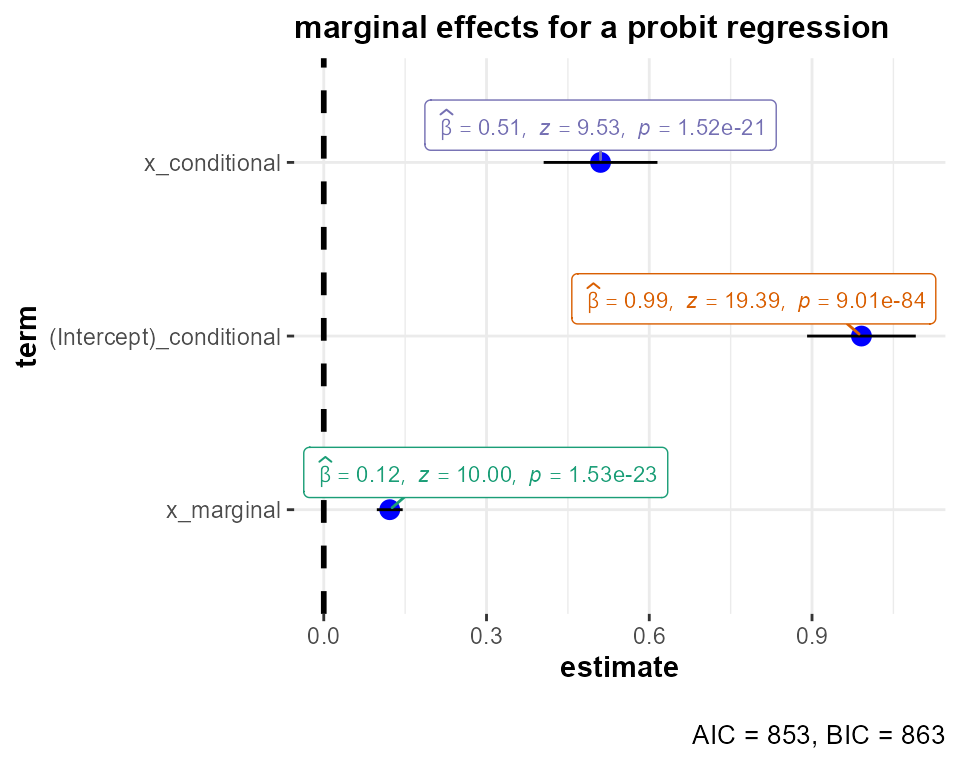 marginal effects for a probit regression
β̂ = 0.51, z = 9.53, p = 1.52e-21
x_conditional
β̂ = 0.99, z = 19.39, p = 9.01e-84
(Intercept)_conditional
term
β̂ = 0.12, z = 10.00, p = 1.53e-23
x_marginal
0.0 0.3 0.6 0.9
estimate
AIC = 853, BIC = 863